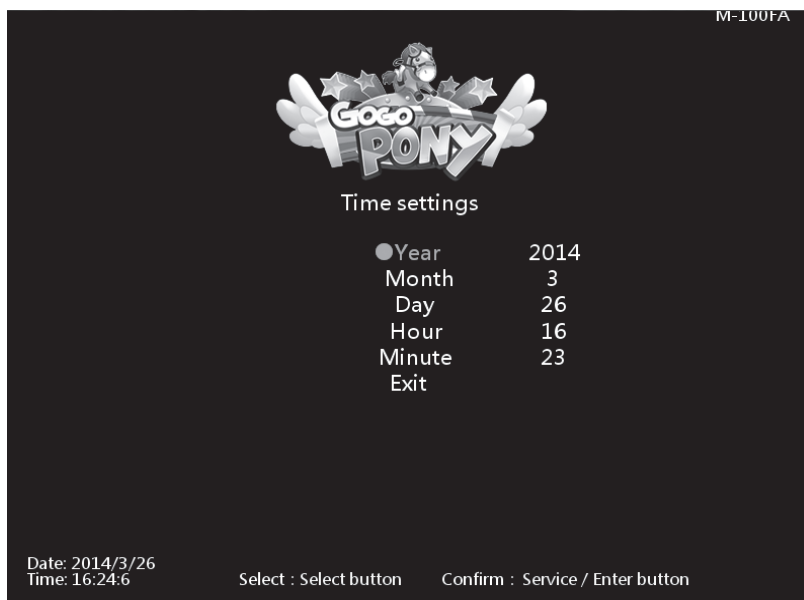 M-100FA
GOGO
PONY
Time settings
Year 2014
Month 3
Day 26
Hour 16
Minute 23
Exit
Date: 2014/3/26
Time: 16:24:6
Select : Select button Confirm : Service / Enter button